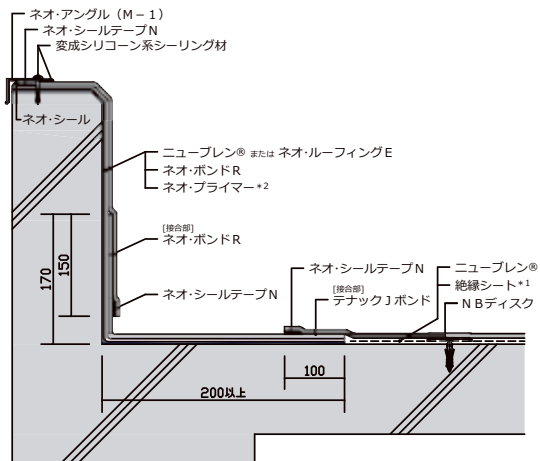 ネオ･アングル（M－1）
ネオ･シールテープN
変成シリコーン系シーリング材
ネオ･シール
ニューブレン® または ネオ･ルーフィングE
ネオ･ボンドR
ネオ･プライマー*2
[接合部]
ネオ･ボンドR
170
150
ネオ･シールテープN
ネオ･シールテープN
[接合部]
テナックJボンド
ニューブレン®
絶縁シート*1
NBディスク
100
200以上